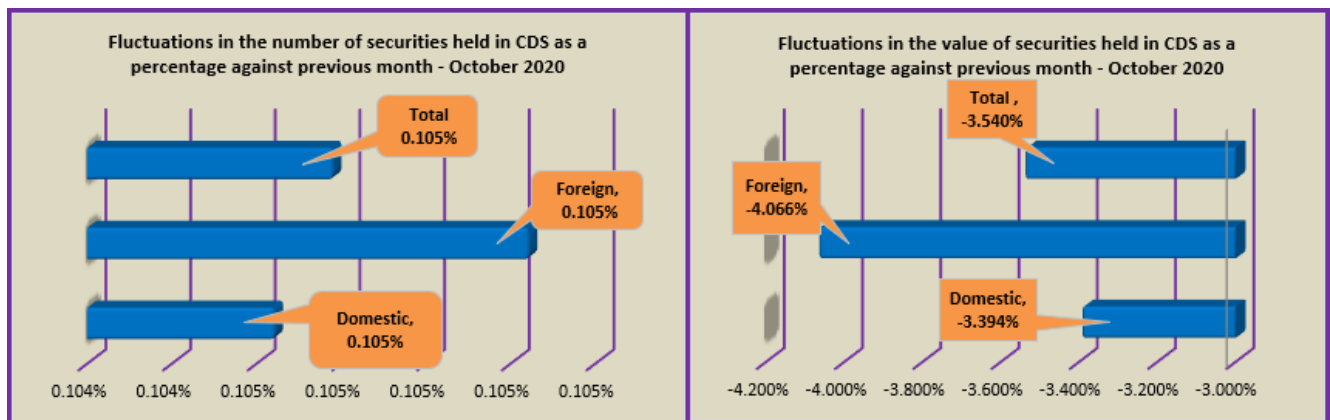 Fluctuations in the number of securities held in CDS as a
percentage against previous month - October 2020
Total
0.105%
Foreign,
0.105%
Domestic,
0.105%
0.104%
0.104%
0.105%
0.105%
0.105%
0.105%
0.105%
Fluctuations in the value of securities held in CDS as a
percentage against previous month - October 2020
Total ,
-3.540%
Foreign,
-4.066%
Domestic,
-3.394%
-4.200%
-4.000%
-3.800%
-3.600%
-3.400%
-3.200%
-3.000%